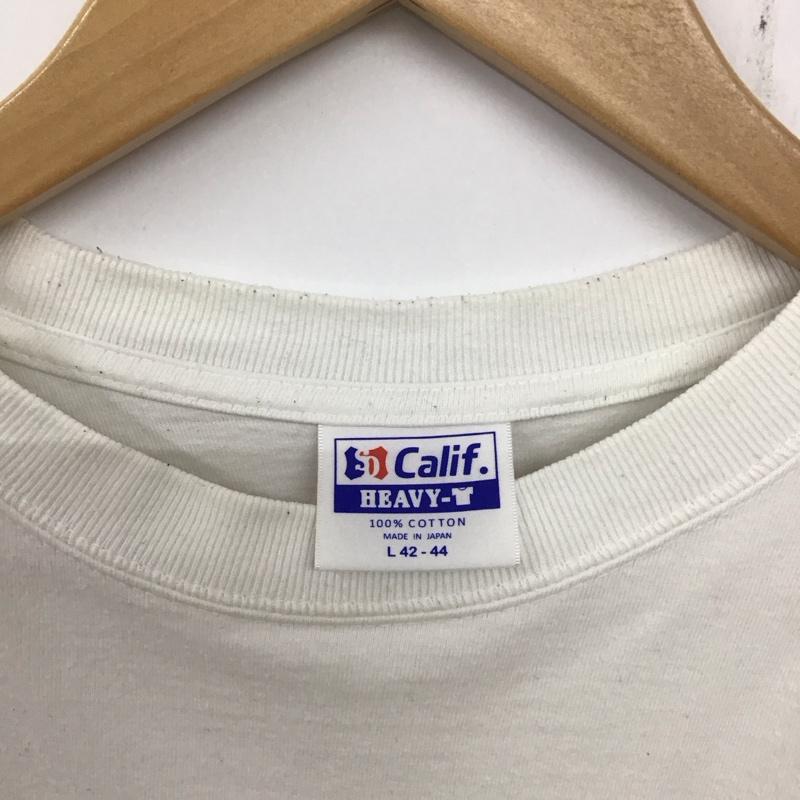 SD Calif.
HEAVY-T
100% COTTON
MADE IN JAPAN
L 42 - 44